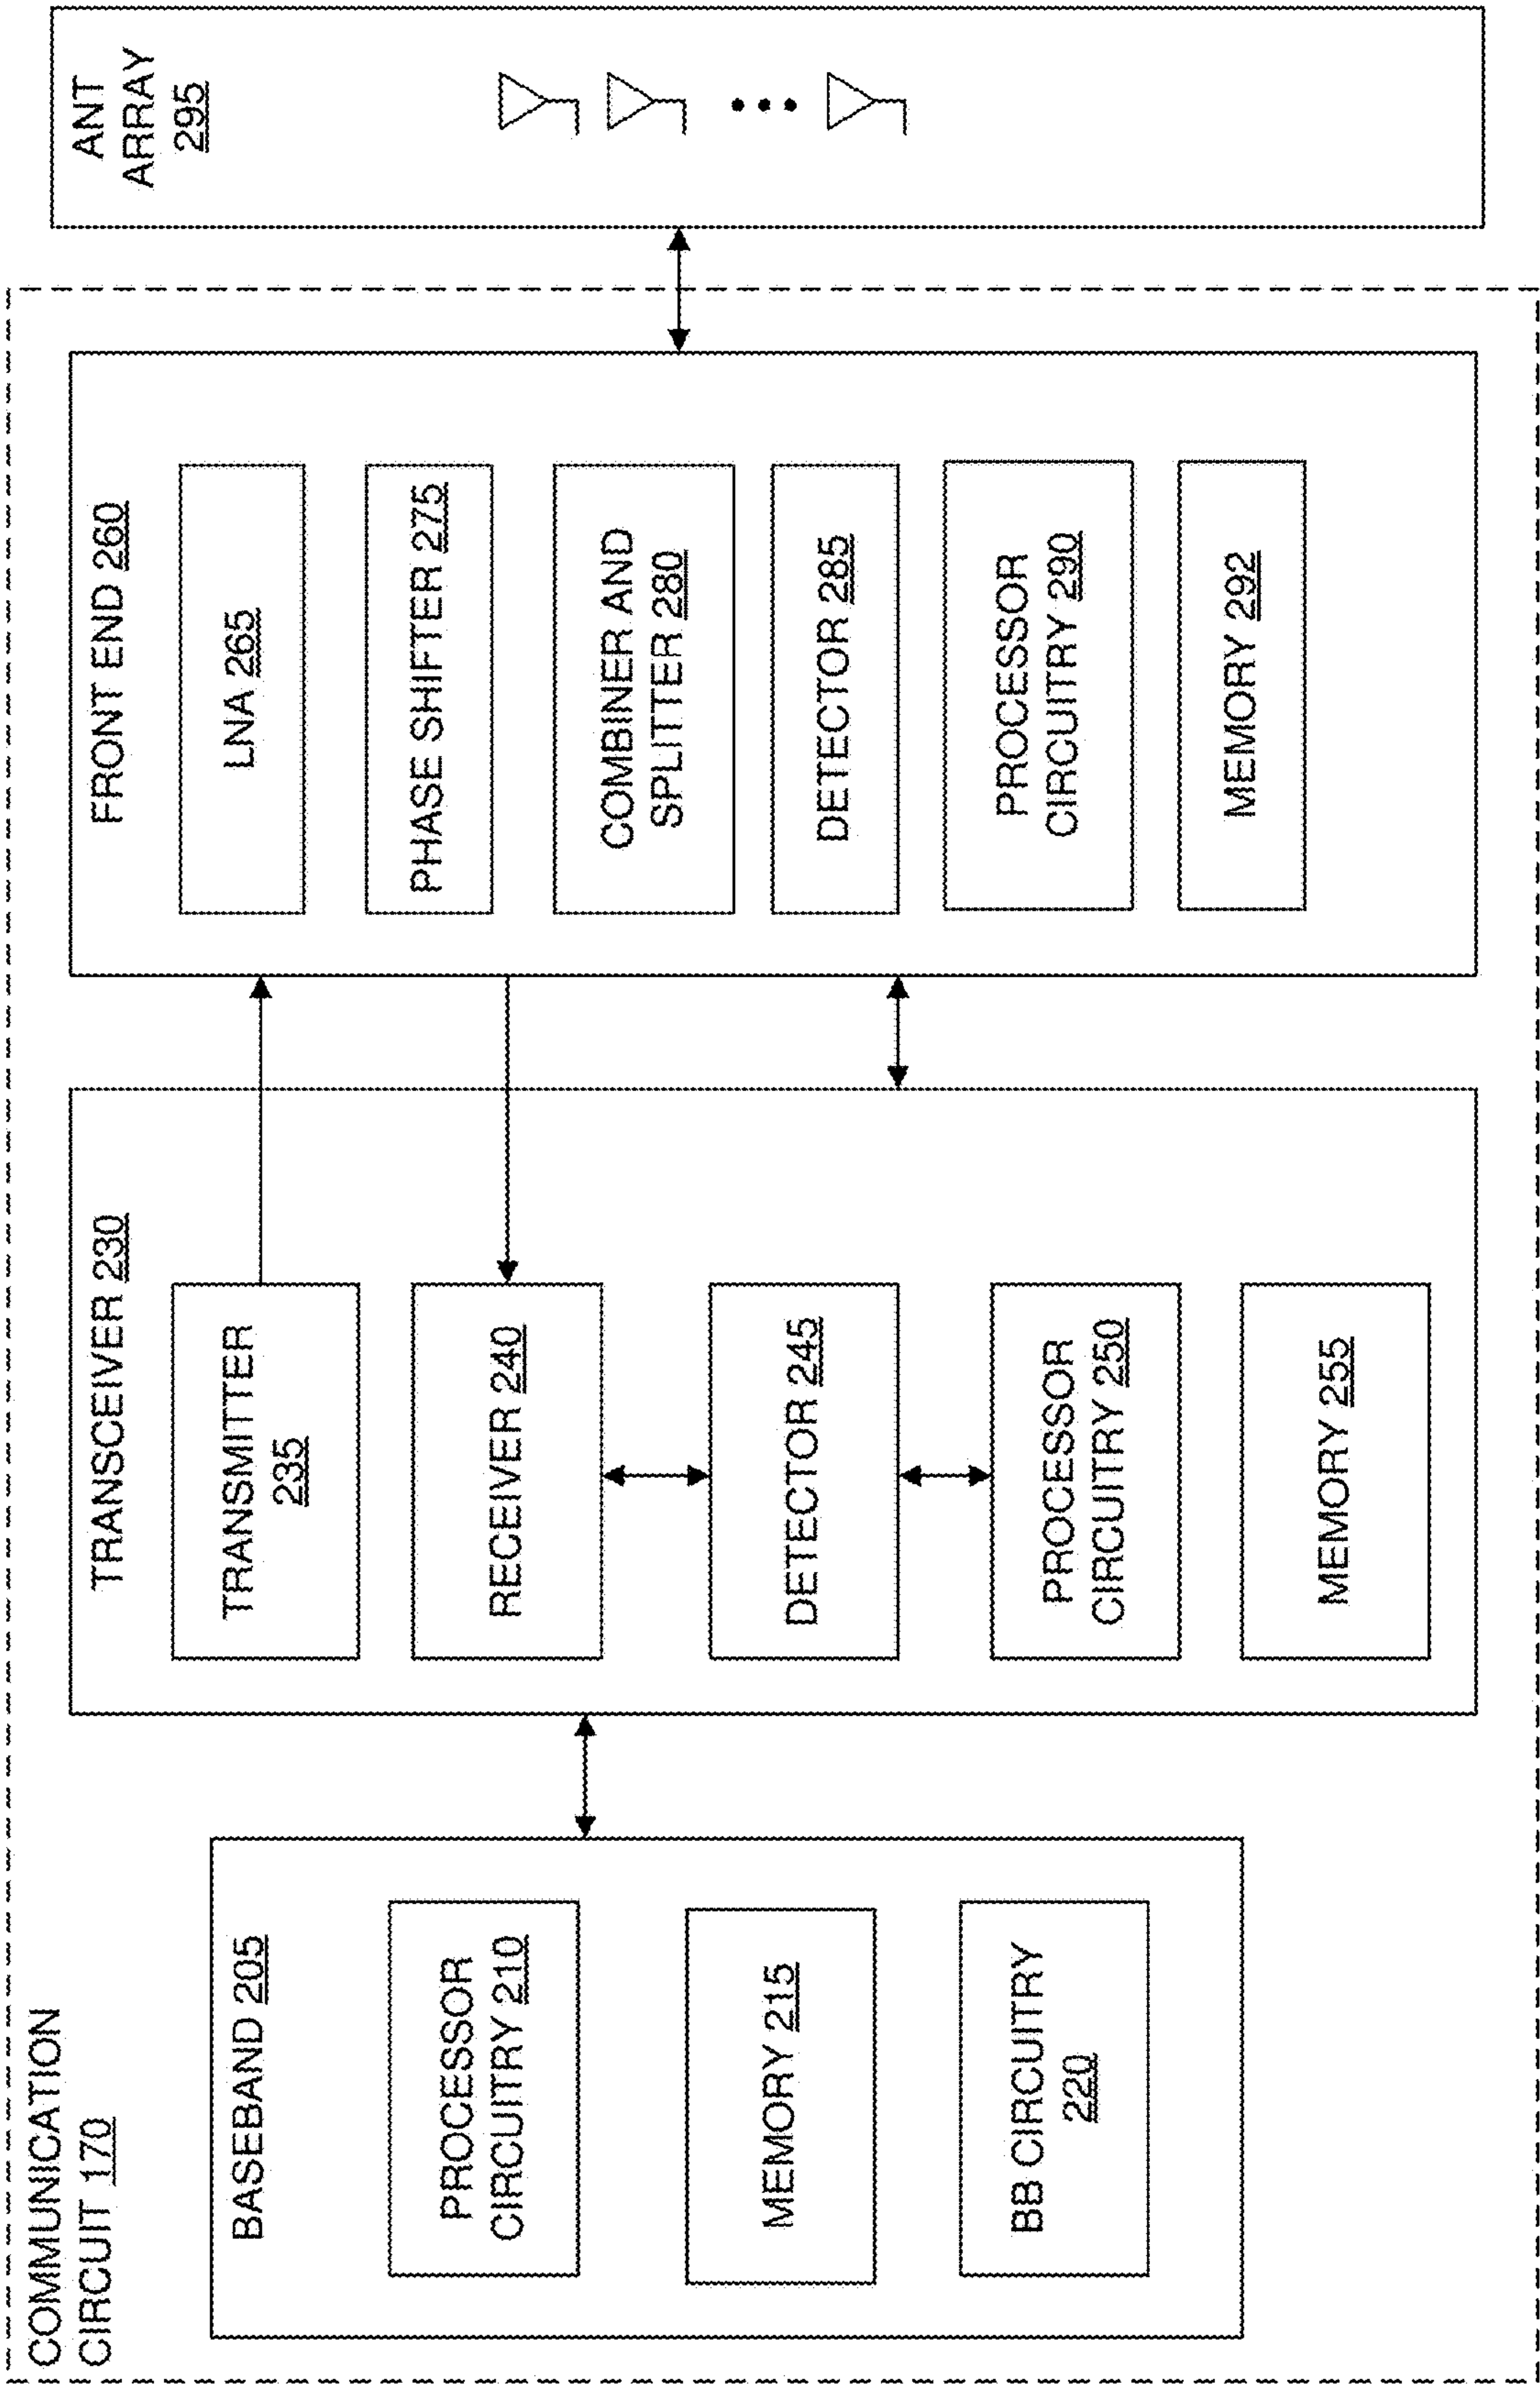 COMMUNICATION
CIRCUIT 170
BASEBAND 205
PROCESSOR
CIRCUITRY 210
MEMORY 215
BB CIRCUITRY
220
TRANSCEIVER 230
TRANSMITTER
235
RECEIVER 240
DETECTOR 245
PROCESSOR
CIRCUITRY 250
MEMORY 255
FRONT END 260
LNA 265
PHASE SHIFTER 275
COMBINER AND
SPLITTER 280
DETECTOR 285
PROCESSOR
CIRCUITRY 290
MEMORY 292
ANT
ARRAY
295